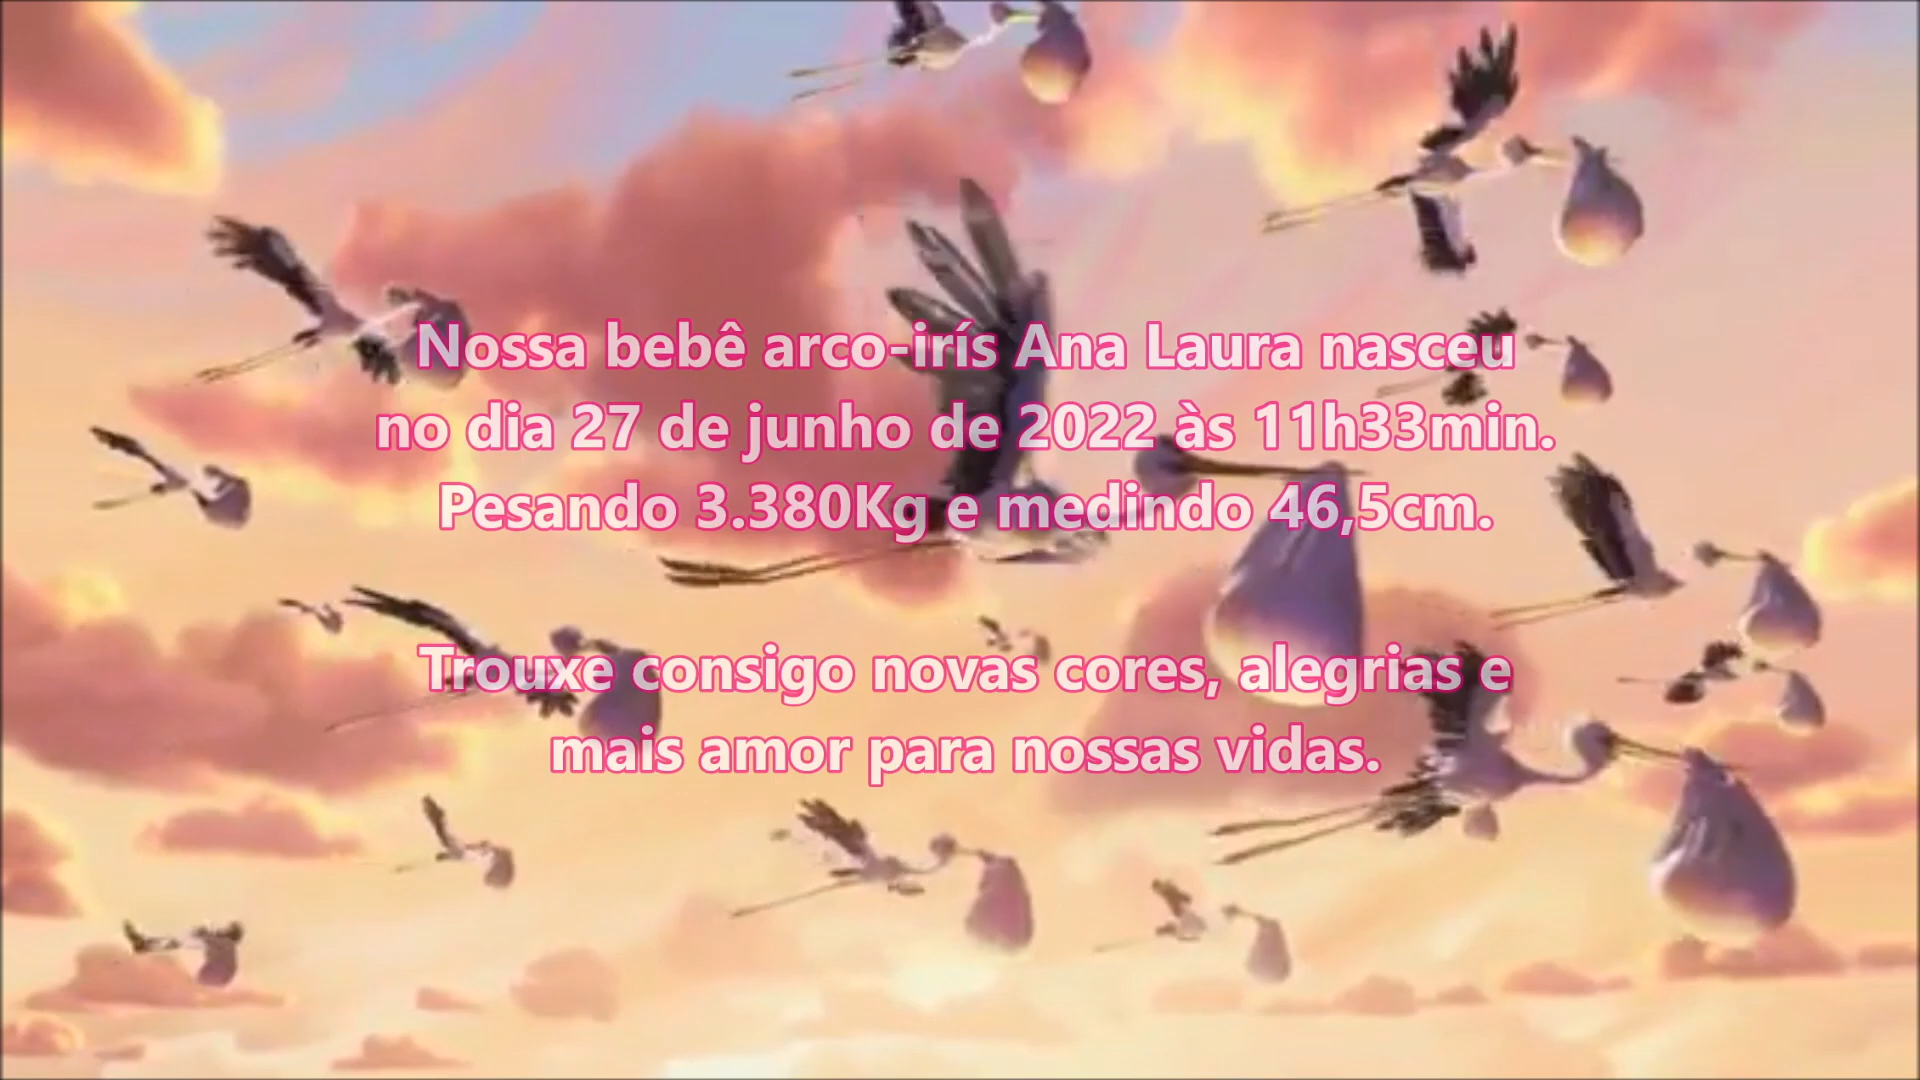 Nossa bebê arco-irís Ana Laura nasceu
no dia 27 de junho de 2022 às 11h33min.
Pesando 3.380Kg e medindo 46,5cm.
Trouxe consigo novas cores, alegrias e
mais amor para nossas vidas.